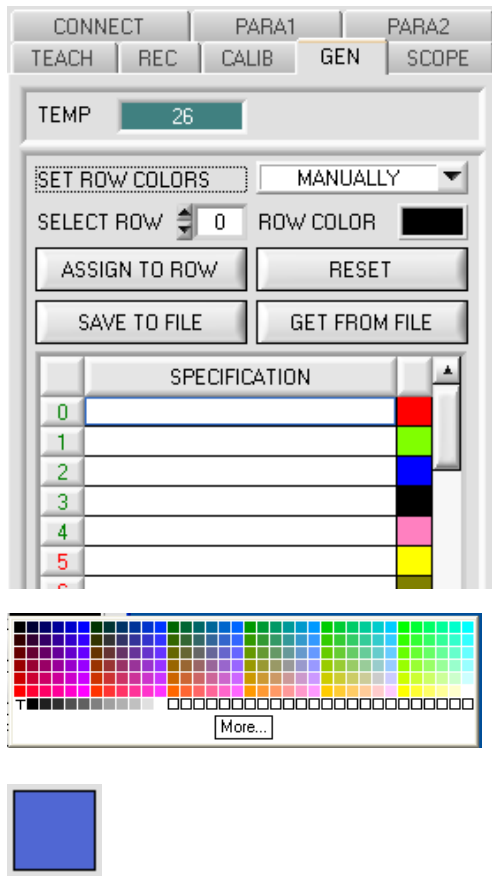 CONNECT PARA1 PARA2
TEACH REC CALIB GEN SCOPE
TEMP 26
SET ROW COLORS MANUALLY
SELECT ROW 0 ROW COLOR
ASSIGN TO ROW RESET
SAVE TO FILE GET FROM FILE
SPECIFICATION
0
1
2
3
4
5
T
More...